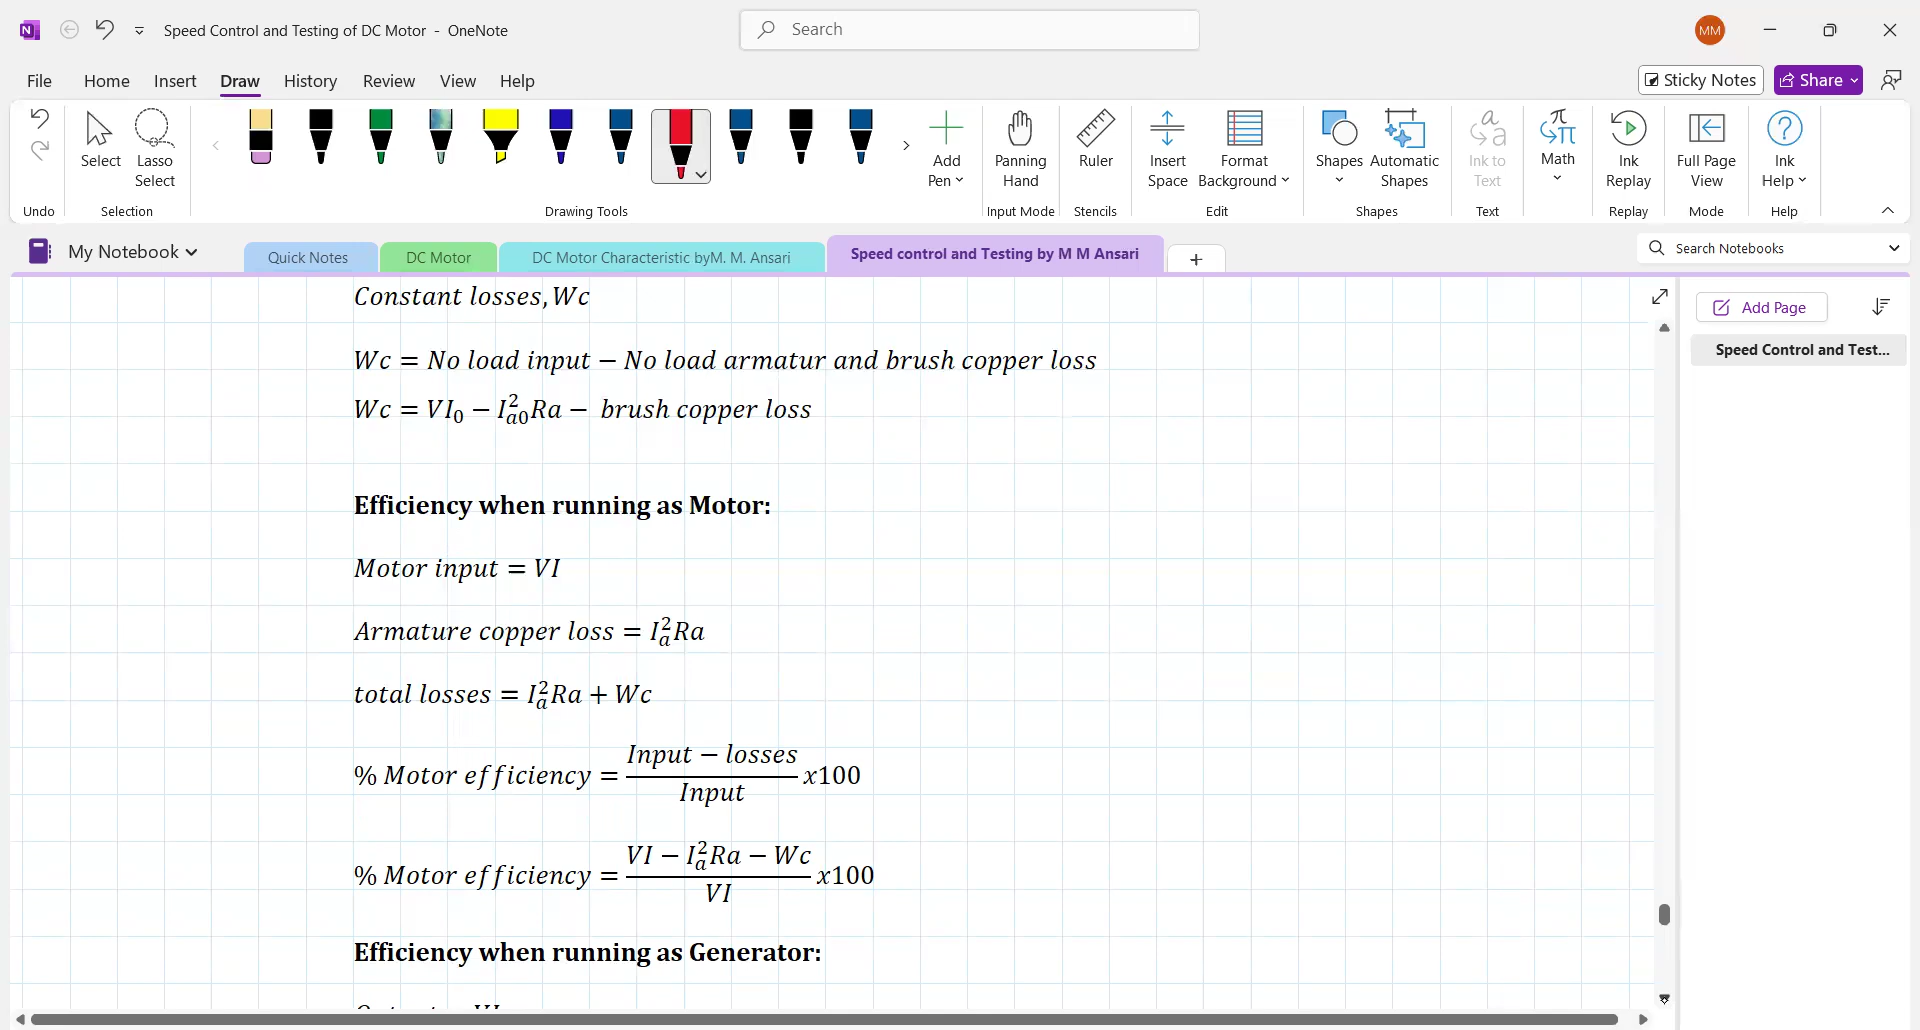 Speed Control and Testing of DC Motor - OneNote
Search
MM
File Home Insert Draw History Review View Help
Sticky Notes Share
Select Lasso Select Add Pen Panning Hand Ruler Insert Space Format Background Shapes Automatic Shapes Ink to Text Math Ink Replay Full Page View Ink Help
Undo Selection Drawing Tools Input Mode Stencils Edit Shapes Text Replay Mode Help
My Notebook Quick Notes DC Motor DC Motor Characteristic byM. M. Ansari Speed control and Testing by M M Ansari + Search Notebooks
Add Page
Speed Control and Test...
Constant losses, Wc
Wc = No load input − No load armatur and brush copper loss
Wc = VI₀ − I²ₐ₀Ra − brush copper loss
Efficiency when running as Motor:
Motor input = VI
Armature copper loss = I²ₐRa
total losses = I²ₐRa + Wc
% Motor efficiency = (Input − losses)/Input x100
% Motor efficiency = (VI − I²ₐRa − Wc)/VI x100
Efficiency when running as Generator: